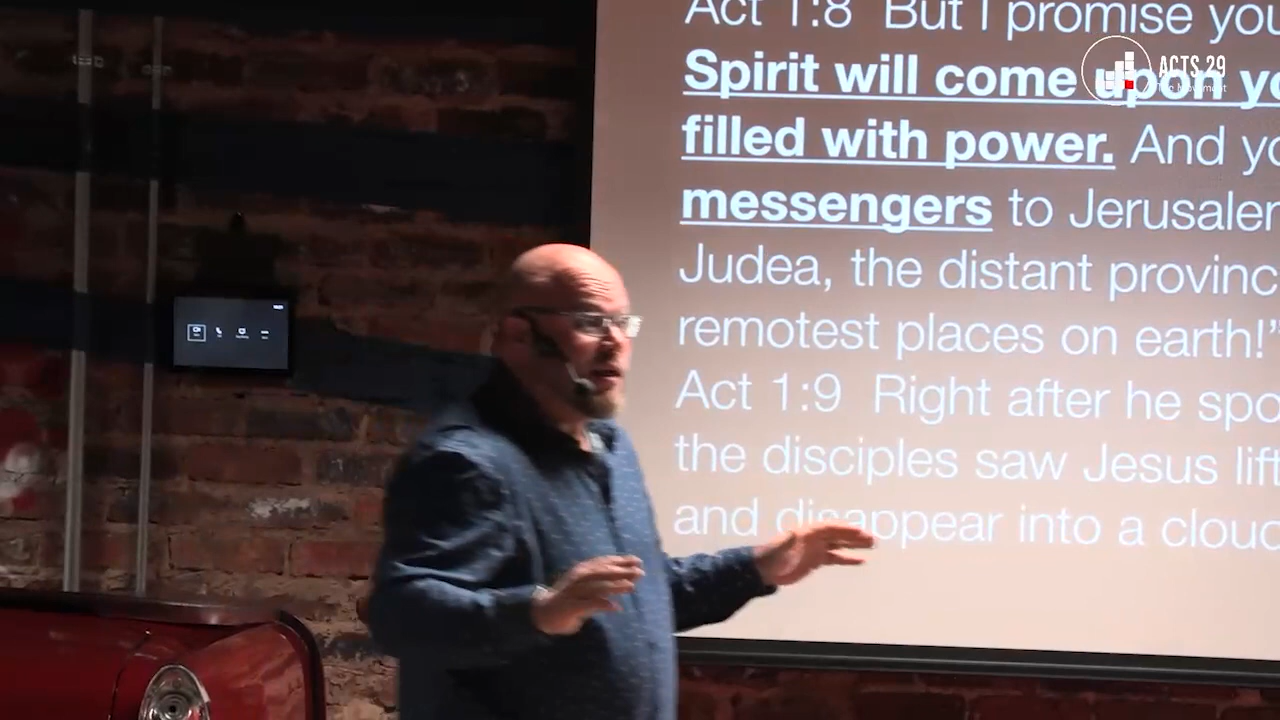 Act 1:8 But I promise you
Spirit will come upon yo
ACTS 29
The Movement
filled with power. And yo
messengers to Jerusalem
Judea, the distant provinc
remotest places on earth!”
Act 1:9 Right after he spo
the disciples saw Jesus lift
and disappear into a cloud